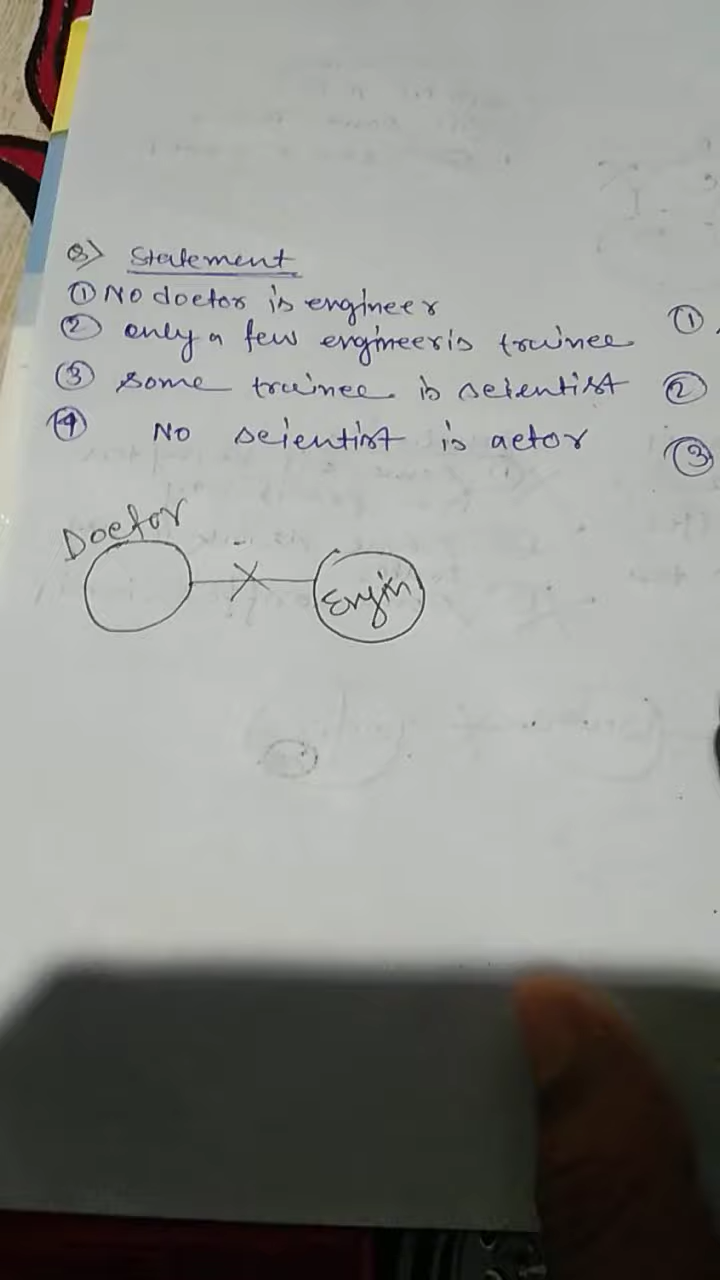 Q> Statement
① No doctor is engineer
② only a few engineer is trainee
③ some trainee is scientist
④ No scientist is actor
①
②
③
Doctor
Engin